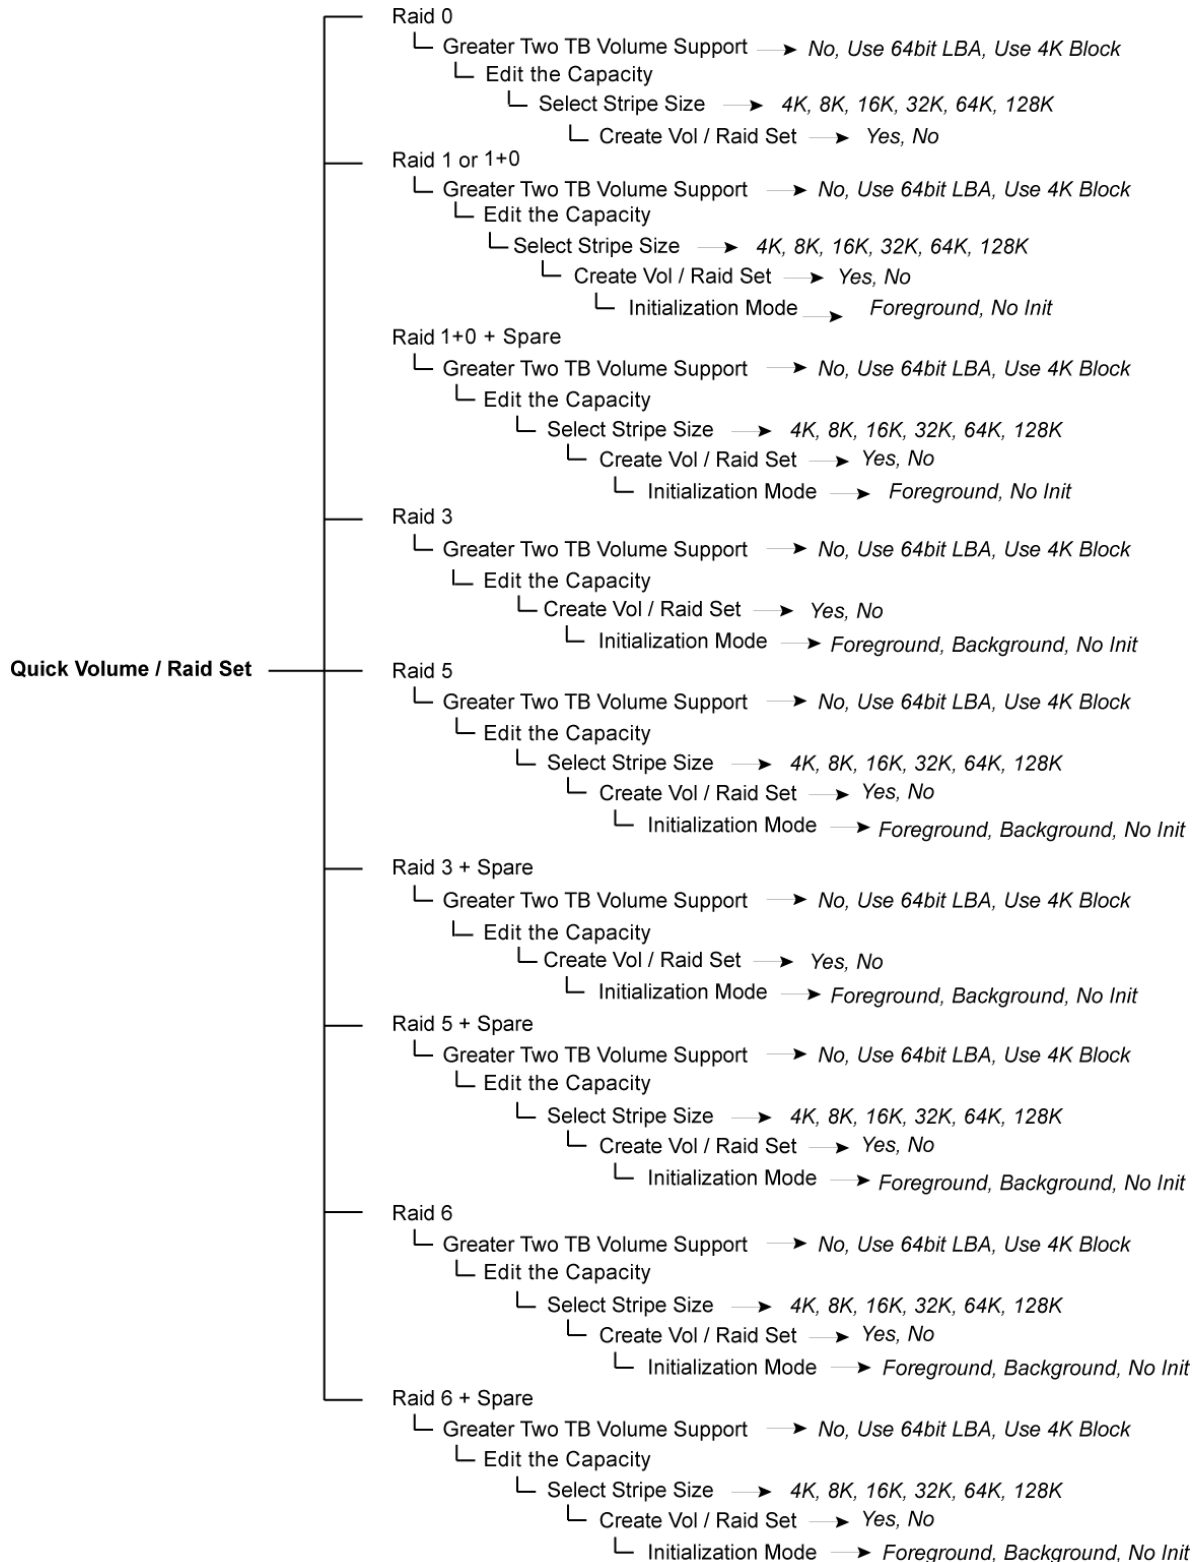 Raid 0
Greater Two TB Volume Support No, Use 64bit LBA, Use 4K Block
Edit the Capacity
Select Stripe Size 4K, 8K, 16K, 32K, 64K, 128K
Create Vol / Raid Set Yes, No
Raid 1 or 1+0
Greater Two TB Volume Support No, Use 64bit LBA, Use 4K Block
Edit the Capacity
Select Stripe Size 4K, 8K, 16K, 32K, 64K, 128K
Create Vol / Raid Set Yes, No
Initialization Mode Foreground, No Init
Raid 1+0 + Spare
Greater Two TB Volume Support No, Use 64bit LBA, Use 4K Block
Edit the Capacity
Select Stripe Size 4K, 8K, 16K, 32K, 64K, 128K
Create Vol / Raid Set Yes, No
Initialization Mode Foreground, No Init
Raid 3
Greater Two TB Volume Support No, Use 64bit LBA, Use 4K Block
Edit the Capacity
Create Vol / Raid Set Yes, No
Initialization Mode Foreground, Background, No Init
Quick Volume / Raid Set
Raid 5
Greater Two TB Volume Support No, Use 64bit LBA, Use 4K Block
Edit the Capacity
Select Stripe Size 4K, 8K, 16K, 32K, 64K, 128K
Create Vol / Raid Set Yes, No
Initialization Mode Foreground, Background, No Init
Raid 3 + Spare
Greater Two TB Volume Support No, Use 64bit LBA, Use 4K Block
Edit the Capacity
Create Vol / Raid Set Yes, No
Initialization Mode Foreground, Background, No Init
Raid 5 + Spare
Greater Two TB Volume Support No, Use 64bit LBA, Use 4K Block
Edit the Capacity
Select Stripe Size 4K, 8K, 16K, 32K, 64K, 128K
Create Vol / Raid Set Yes, No
Initialization Mode Foreground, Background, No Init
Raid 6
Greater Two TB Volume Support No, Use 64bit LBA, Use 4K Block
Edit the Capacity
Select Stripe Size 4K, 8K, 16K, 32K, 64K, 128K
Create Vol / Raid Set Yes, No
Initialization Mode Foreground, Background, No Init
Raid 6 + Spare
Greater Two TB Volume Support No, Use 64bit LBA, Use 4K Block
Edit the Capacity
Select Stripe Size 4K, 8K, 16K, 32K, 64K, 128K
Create Vol / Raid Set Yes, No
Initialization Mode Foreground, Background, No Init